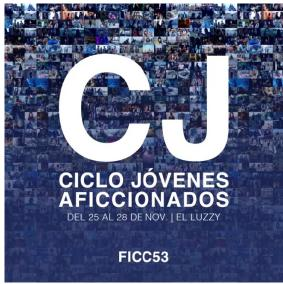 CJ
CICLO JÓVENES
AFICCIONADOS
DEL 25 AL 28 DE NOV. | EL LUZZY
FICC53